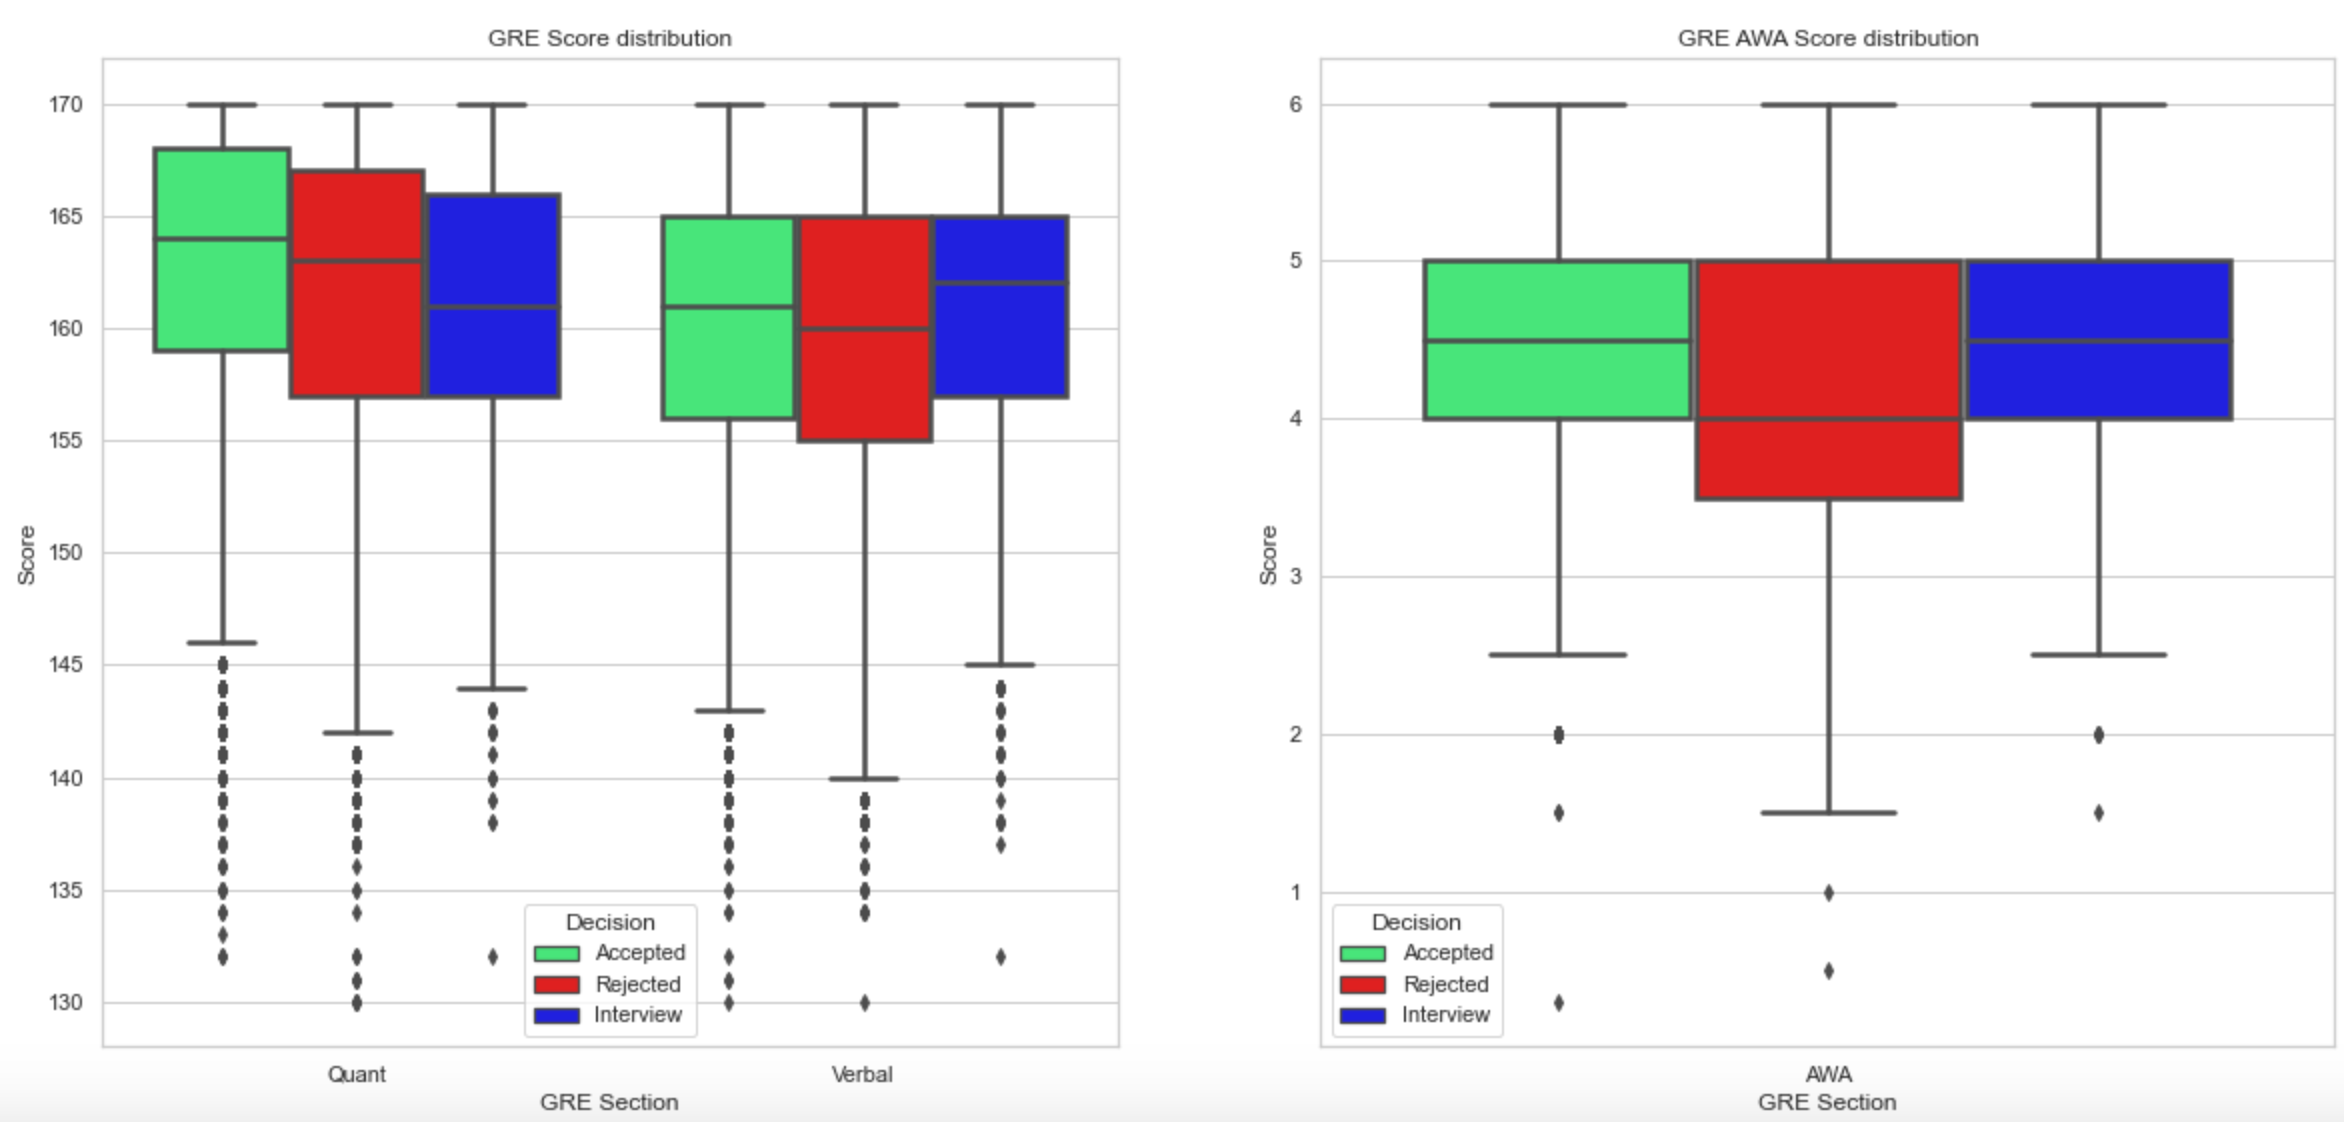 GRE Score distribution
170
165
160
155
150
145
140
135
130
Score
Decision
Accepted
Rejected
Interview
Quant
Verbal
GRE Section
GRE AWA Score distribution
6
5
4
3
2
1
Score
Decision
Accepted
Rejected
Interview
AWA
GRE Section